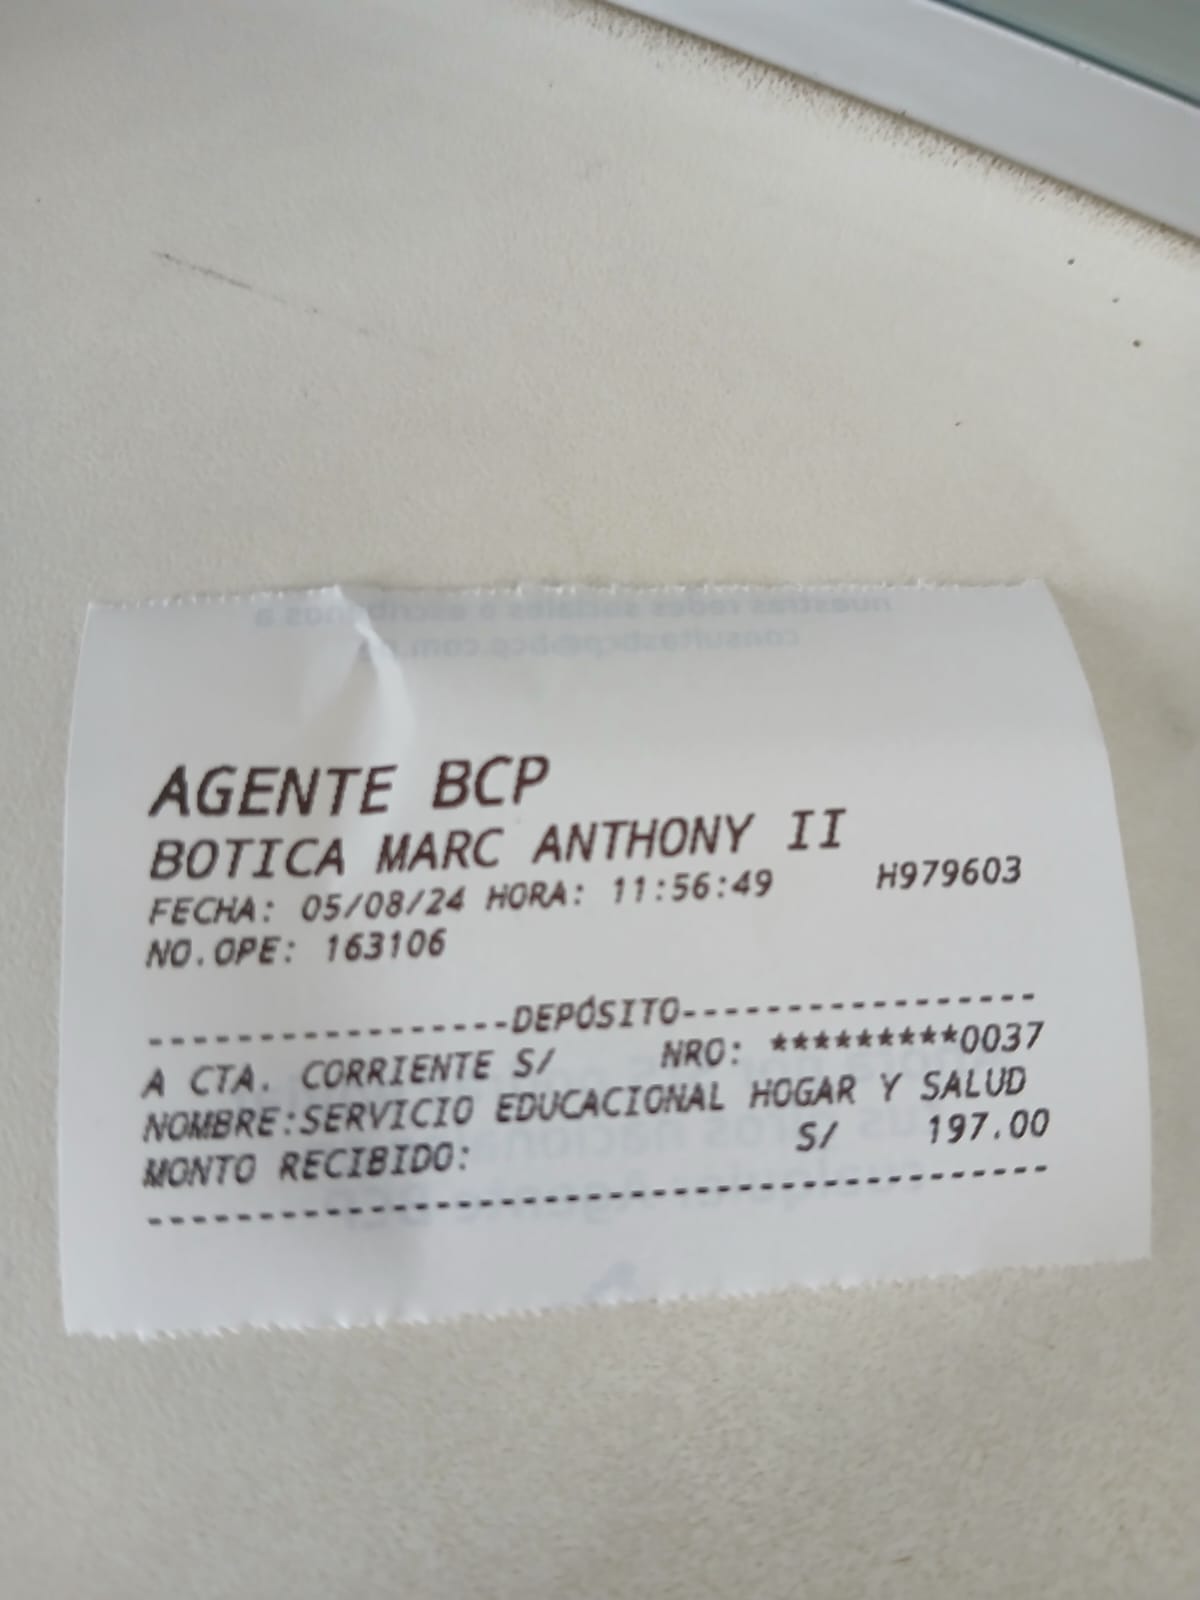 AGENTE BCP
BOTICA MARC ANTHONY II
FECHA: 05/08/24 HORA: 11:56:49 H979603
NO.OPE: 163106
-----------------DEPÓSITO-----------------
A CTA. CORRIENTE S/ NRO: *********0037
NOMBRE:SERVICIO EDUCACIONAL HOGAR Y SALUD
MONTO RECIBIDO: S/ 197.00